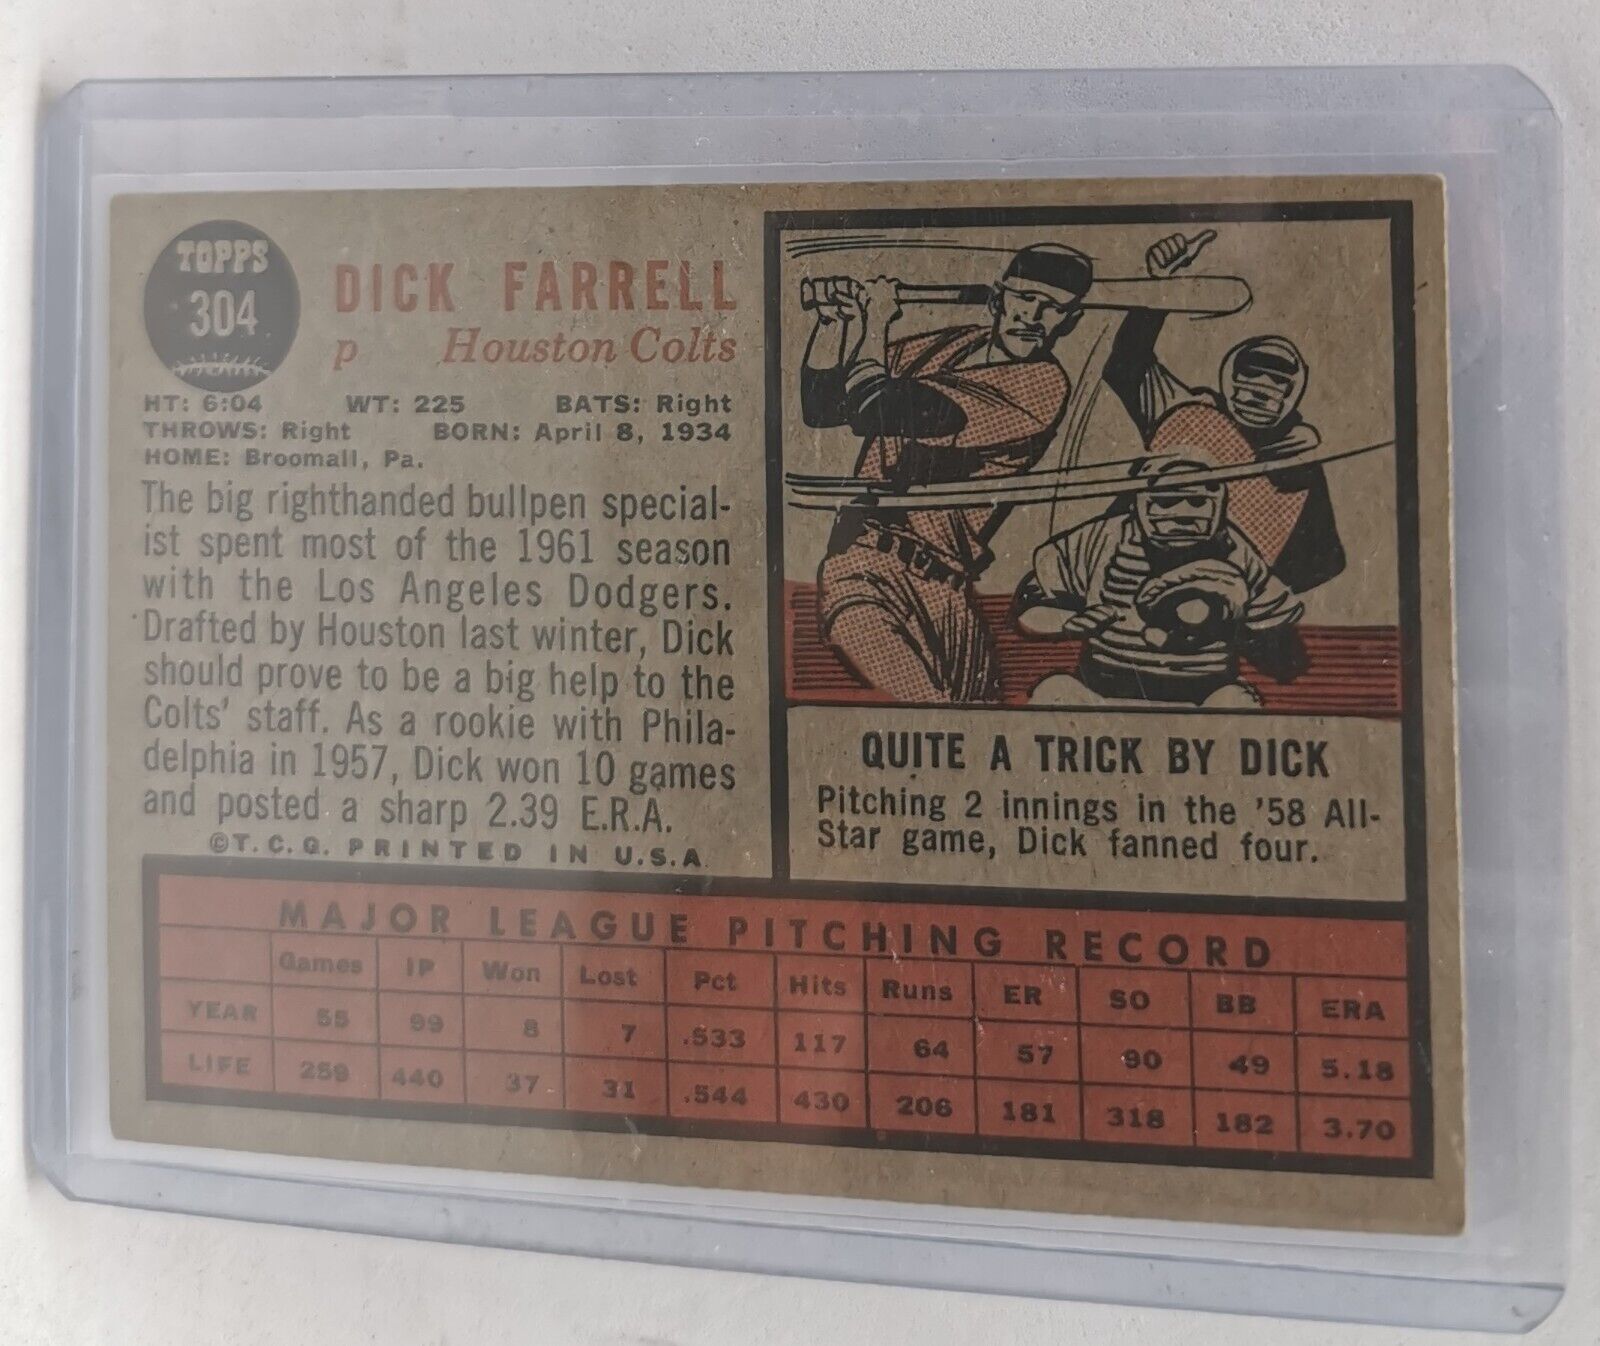 TOPPS
304
DICK FARRELL
p Houston Colts
HT: 6:04 WT: 225 BATS: Right
THROWS: Right BORN: April 8, 1934
HOME: Broomall, Pa.
The big righthanded bullpen special-
ist spent most of the 1961 season
with the Los Angeles Dodgers.
Drafted by Houston last winter, Dick
should prove to be a big help to the
Colts' staff. As a rookie with Phila-
delphia in 1957, Dick won 10 games
and posted a sharp 2.39 E.R.A.
©T.C.G. PRINTED IN U.S.A.
QUITE A TRICK BY DICK
Pitching 2 innings in the '58 All-
Star game, Dick fanned four.
MAJOR LEAGUE PITCHING RECORD
Games IP Won Lost Pct Hits Runs ER SO BB ERA
YEAR 55 99 8 7 .533 117 64 57 90 49 5.18
LIFE 259 440 37 31 .544 430 206 181 318 182 3.70